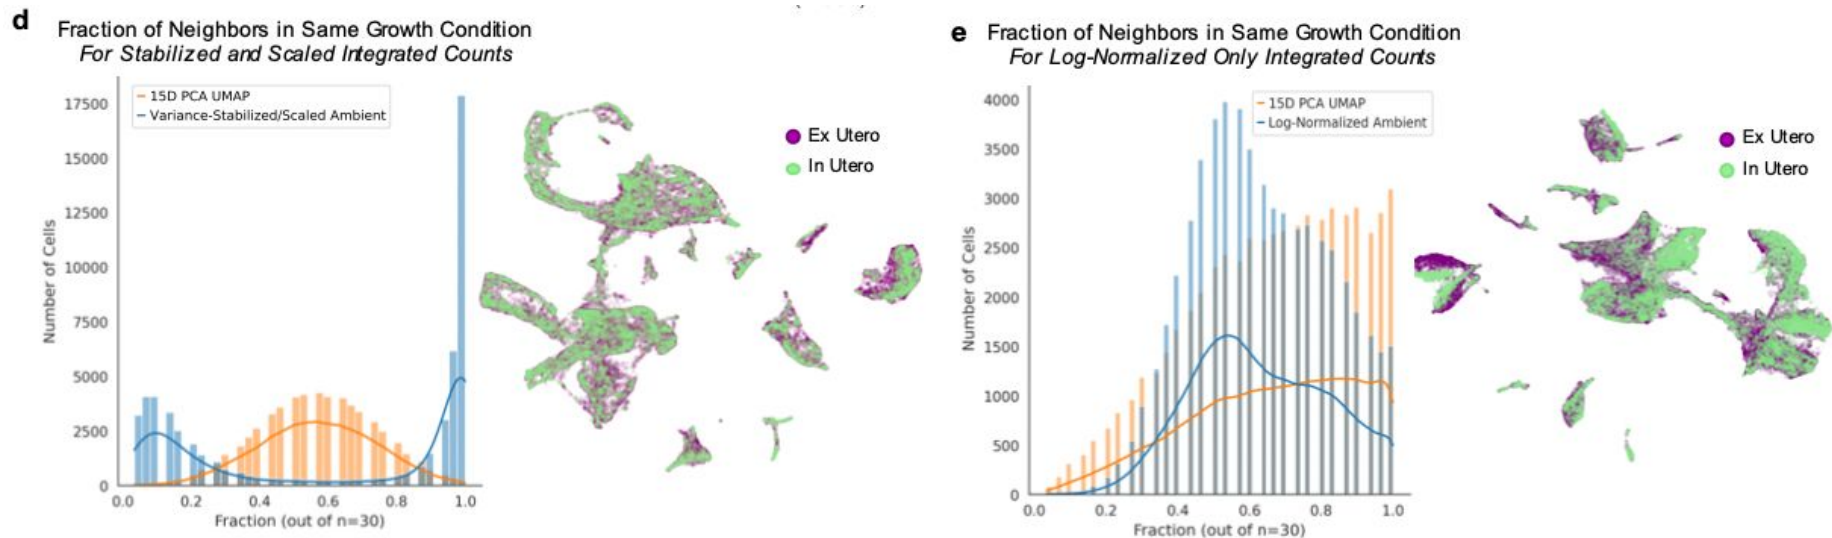 d
Fraction of Neighbors in Same Growth Condition
For Stabilized and Scaled Integrated Counts
17500
15000
12500
10000
7500
5000
2500
0
Number of Cells
15D PCA UMAP
Variance-Stabilized/Scaled Ambient
0.0 0.2 0.4 0.6 0.8 1.0
Fraction (out of n=30)
Ex Utero
In Utero
e
Fraction of Neighbors in Same Growth Condition
For Log-Normalized Only Integrated Counts
4000
3500
3000
2500
2000
1500
1000
500
0
Number of Cells
15D PCA UMAP
Log-Normalized Ambient
0.0 0.2 0.4 0.6 0.8 1.0
Fraction (out of n=30)
Ex Utero
In Utero